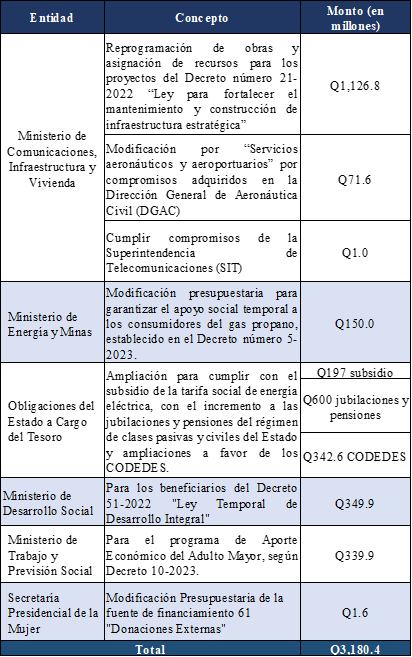 Entidad Concepto Monto (en
millones)
Ministerio de
Comunicaciones,
Infraestructura y
Vivienda
Reprogramación de obras y
asignación de recursos para los
proyectos del Decreto número 21-
2022 “Ley para fortalecer el
mantenimiento y construcción de
infraestructura estratégica”
Q1,126.8
Modificación por “Servicios
aeronáuticos y aeroportuarios” por
compromisos adquiridos en la
Dirección General de Aeronáutica
Civil (DGAC)
Q71.6
Cumplir compromisos de la
Superintendencia de
Telecomunicaciones (SIT)
Q1.0
Ministerio de
Energía y Minas
Modificación presupuestaria para
garantizar el apoyo social temporal a
los consumidores del gas propano,
establecido en el Decreto número 5-
2023.
Q150.0
Obligaciones del
Estado a Cargo
del Tesoro
Ampliación para cumplir con el
subsidio de la tarifa social de energía
eléctrica, con el incremento a las
jubilaciones y pensiones del régimen
de clases pasivas y civiles del Estado
y ampliaciones a favor de los
CODEDES.
Q197 subsidio
Q600 jubilaciones y
pensiones
Q342.6 CODEDES
Ministerio de
Desarrollo Social
Para los beneficiarios del Decreto
51-2022 "Ley Temporal de
Desarrollo Integral"
Q349.9
Ministerio de
Trabajo y
Previsión Social
Para el programa de Aporte
Económico del Adulto Mayor, según
Decreto 10-2023.
Q339.9
Secretaría
Presidencial de la
Mujer
Modificación Presupuestaria de la
fuente de financiamiento 61
"Donaciones Externas"
Q1.6
Total Q3,180.4